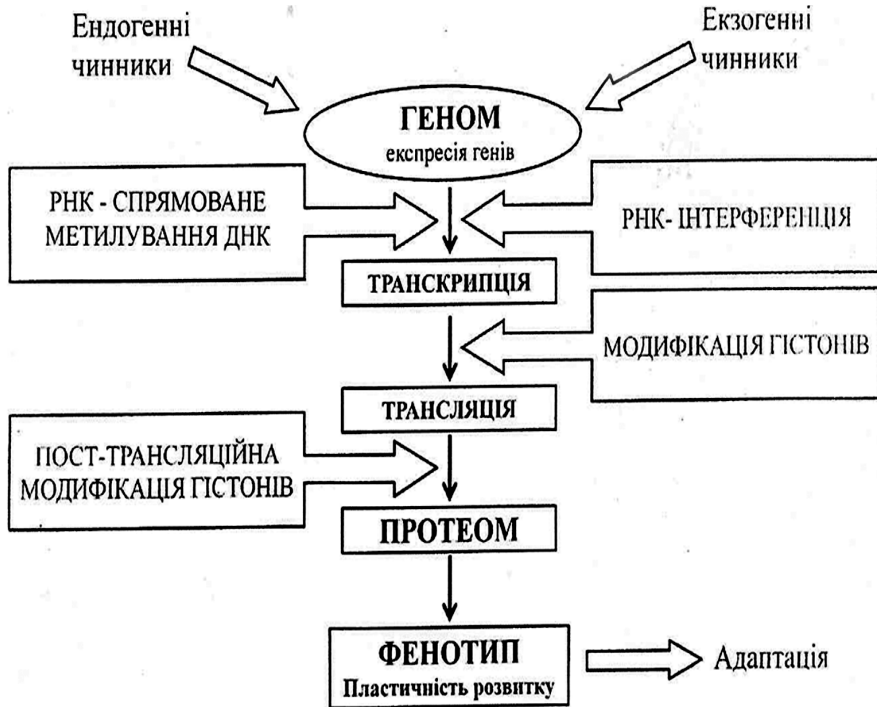 Ендогенні
чинники
Екзогенні
чинники
ГЕНОМ
експресія генів
РНК - СПРЯМОВАНЕ
МЕТИЛУВАННЯ ДНК
РНК- ІНТЕРФЕРЕНЦІЯ
ТРАНСКРИПЦІЯ
МОДИФІКАЦІЯ ГІСТОНІВ
ТРАНСЛЯЦІЯ
ПОСТ-ТРАНСЛЯЦІЙНА
МОДИФІКАЦІЯ ГІСТОНІВ
ПРОТЕОМ
ФЕНОТИП
Пластичність розвитку
Адаптація